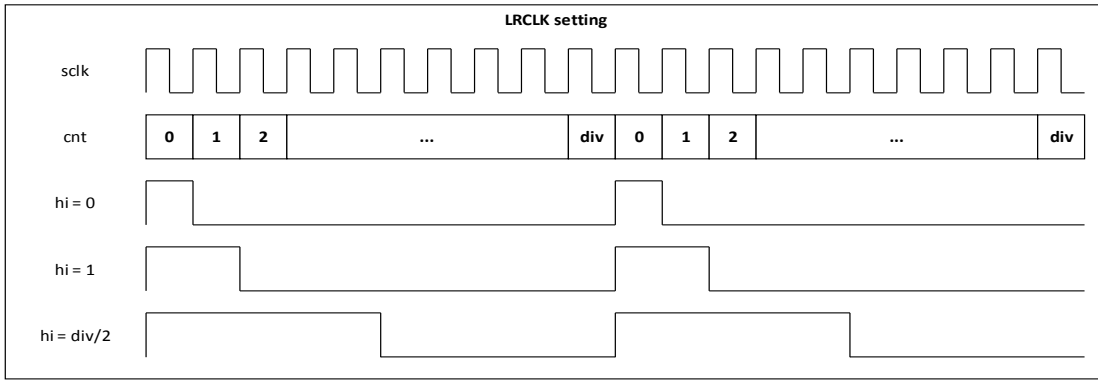 LRCLK setting
sclk
cnt 0 1 2 ... div 0 1 2 ... div
hi = 0
hi = 1
hi = div/2